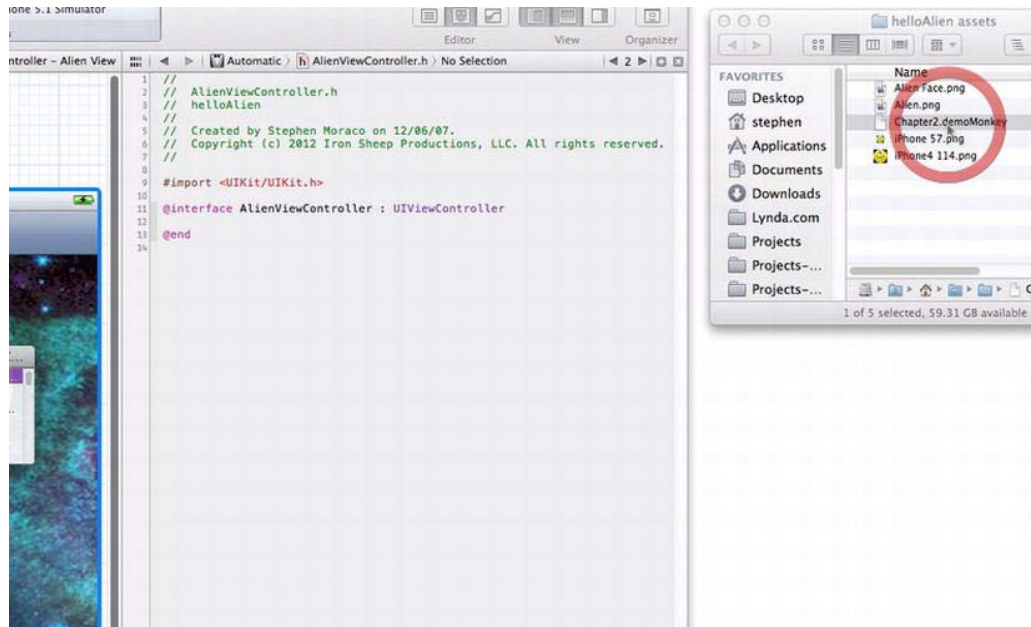 one 5.1 Simulator
Editor
View
Organizer
ntroller - Alien View
Automatic
AlienViewController.h
No Selection
2
1 //
2 // AlienViewController.h
3 // helloAlien
4 //
5 // Created by Stephen Moraco on 12/06/07.
6 // Copyright (c) 2012 Iron Sheep Productions, LLC. All rights reserved.
7 //
8
9 #import <UIKit/UIKit.h>
10
11 @interface AlienViewController : UIViewController
12
13 @end
14
helloAlien assets
FAVORITES
Desktop
stephen
Applications
Documents
Downloads
Lynda.com
Projects
Projects-...
Projects-...
Name
Alien Face.png
Alien.png
Chapter2.demoMonkey
iPhone 57.png
iPhone4 114.png
1 of 5 selected, 59.31 GB available